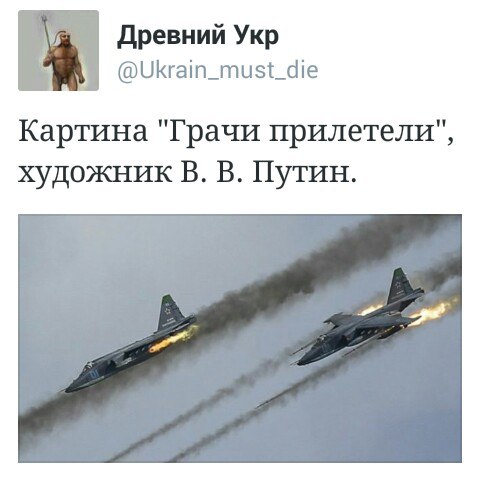 Древний Укр
@Ukrain_must_die
Картина "Грачи прилетели",
художник В. В. Путин.